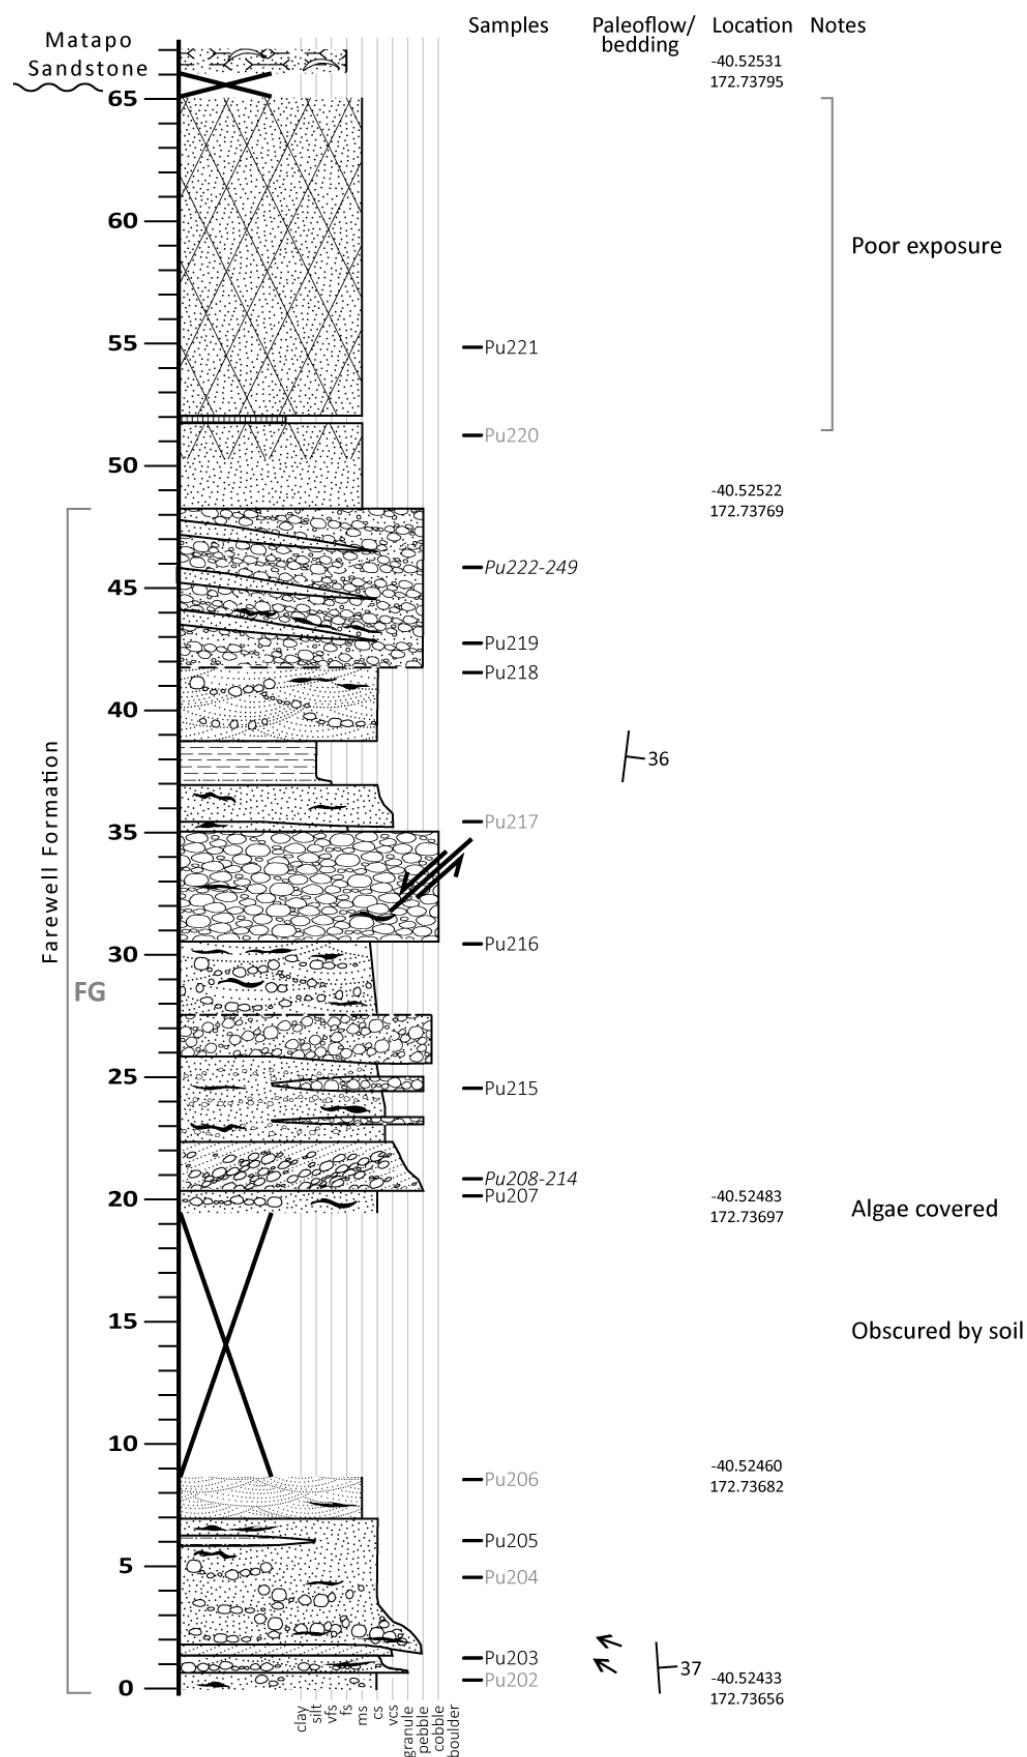 Samples
Paleoflow/
bedding
Location
Notes
Matapo
Sandstone
-40.52531
172.73795
65
60
Poor exposure
55
Pu221
Pu220
50
-40.52522
172.73769
Pu222-249
45
Pu219
Pu218
40
36
Farewell Formation
Pu217
35
Pu216
30
FG
25
Pu215
Pu208-214
Pu207
20
-40.52483
172.73697
Algae covered
15
Obscured by soil
10
-40.52460
172.73682
Pu206
Pu205
5
Pu204
Pu203
37
Pu202
-40.52433
172.73656
0
clay
silt
vfs
fs
ms
cs
vcs
granule
pebble
cobble
boulder